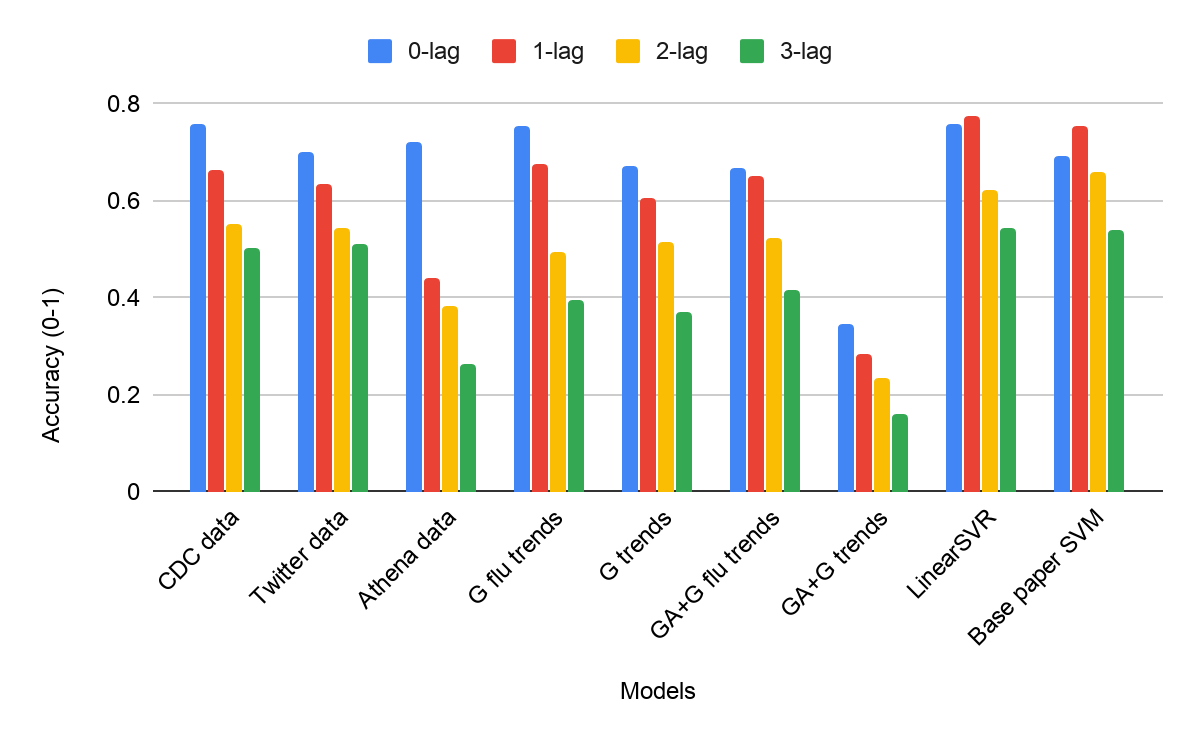 0-lag 1-lag 2-lag 3-lag
Accuracy (0-1)
0.8
0.6
0.4
0.2
0
CDC data
Twitter data
Athena data
G flu trends
G trends
GA+G flu trends
GA+G trends
LinearSVR
Base paper SVM
Models